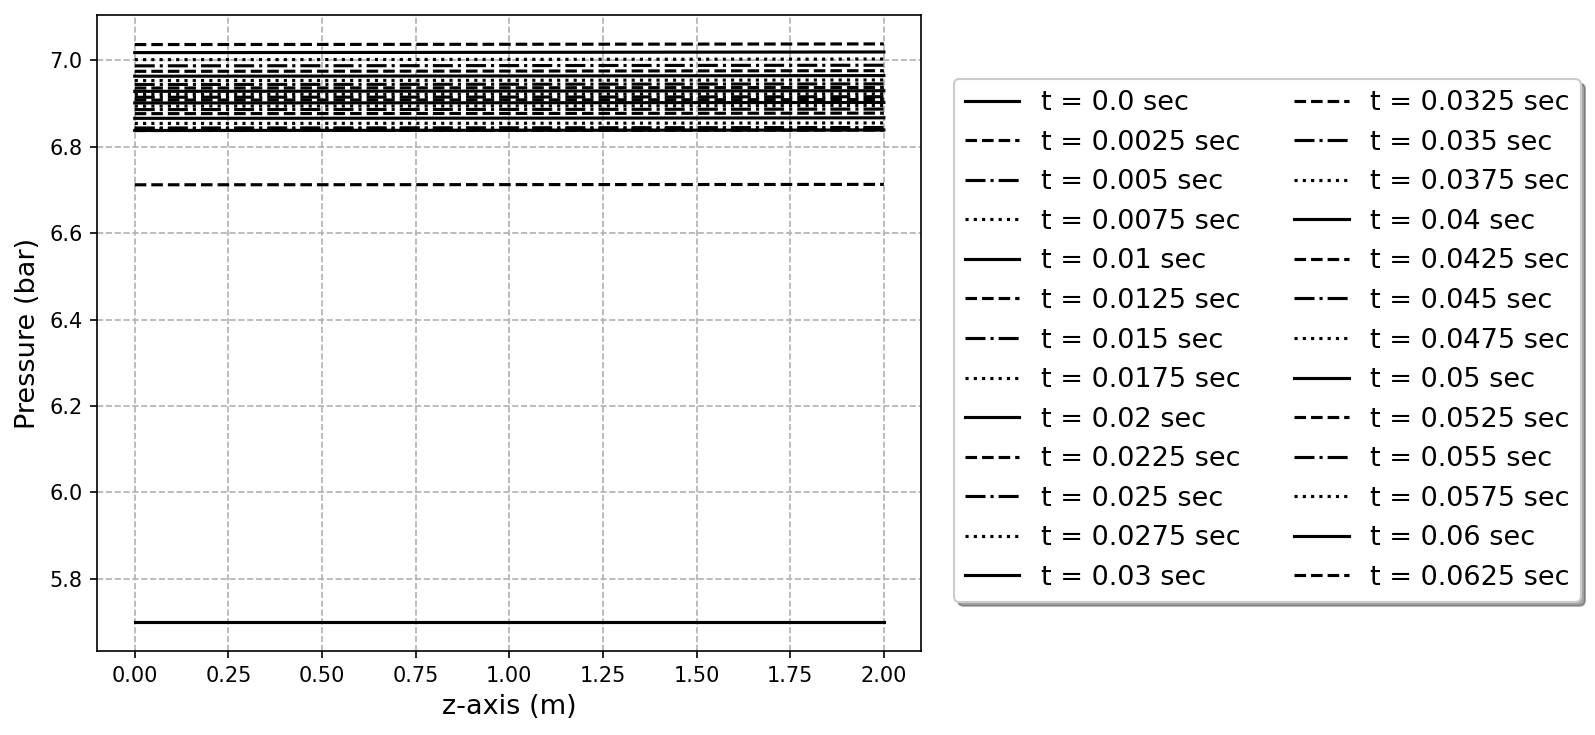 7.0
6.8
6.6
6.4
6.2
6.0
5.8
Pressure (bar)
0.00 0.25 0.50 0.75 1.00 1.25 1.50 1.75 2.00
z-axis (m)
t = 0.0 sec
t = 0.0025 sec
t = 0.005 sec
t = 0.0075 sec
t = 0.01 sec
t = 0.0125 sec
t = 0.015 sec
t = 0.0175 sec
t = 0.02 sec
t = 0.0225 sec
t = 0.025 sec
t = 0.0275 sec
t = 0.03 sec
t = 0.0325 sec
t = 0.035 sec
t = 0.0375 sec
t = 0.04 sec
t = 0.0425 sec
t = 0.045 sec
t = 0.0475 sec
t = 0.05 sec
t = 0.0525 sec
t = 0.055 sec
t = 0.0575 sec
t = 0.06 sec
t = 0.0625 sec